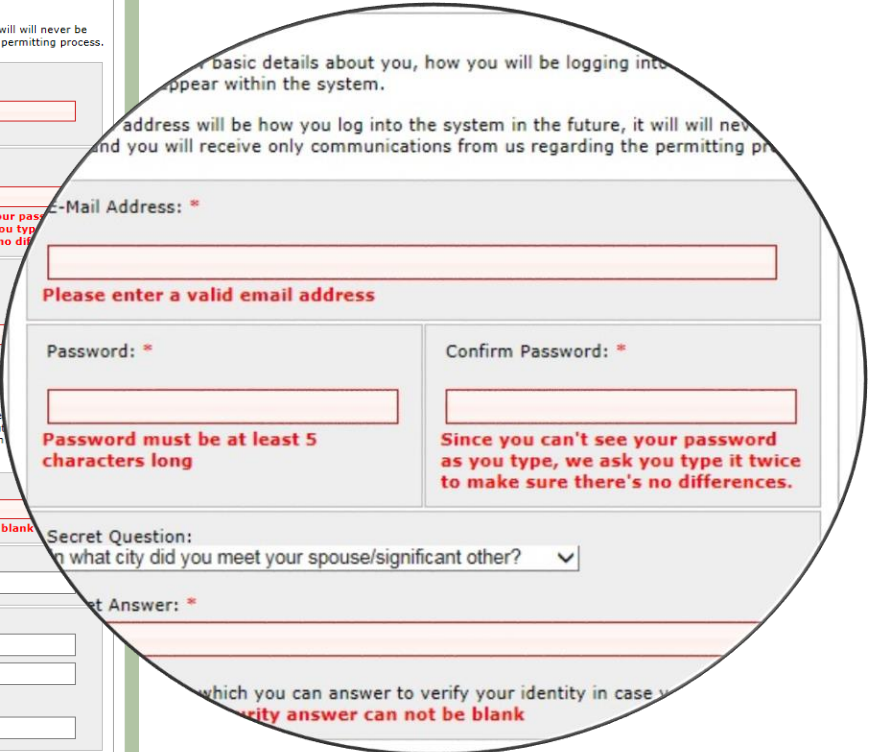 will will never be
permitting process.
blank
basic details about you, how you will be logging into
appear within the system.
address will be how you log into the system in the future, it will will
and you will receive only communications from us regarding the permitting
E-Mail Address: *
Please enter a valid email address
Password: *
Confirm Password: *
Password must be at least 5
characters long
Since you can't see your password
as you type, we ask you type it twice
to make sure there's no differences.
Secret Question:
In what city did you meet your spouse/significant other?
Answer: *
which you can answer to verify your identity in case
answer can not be blank